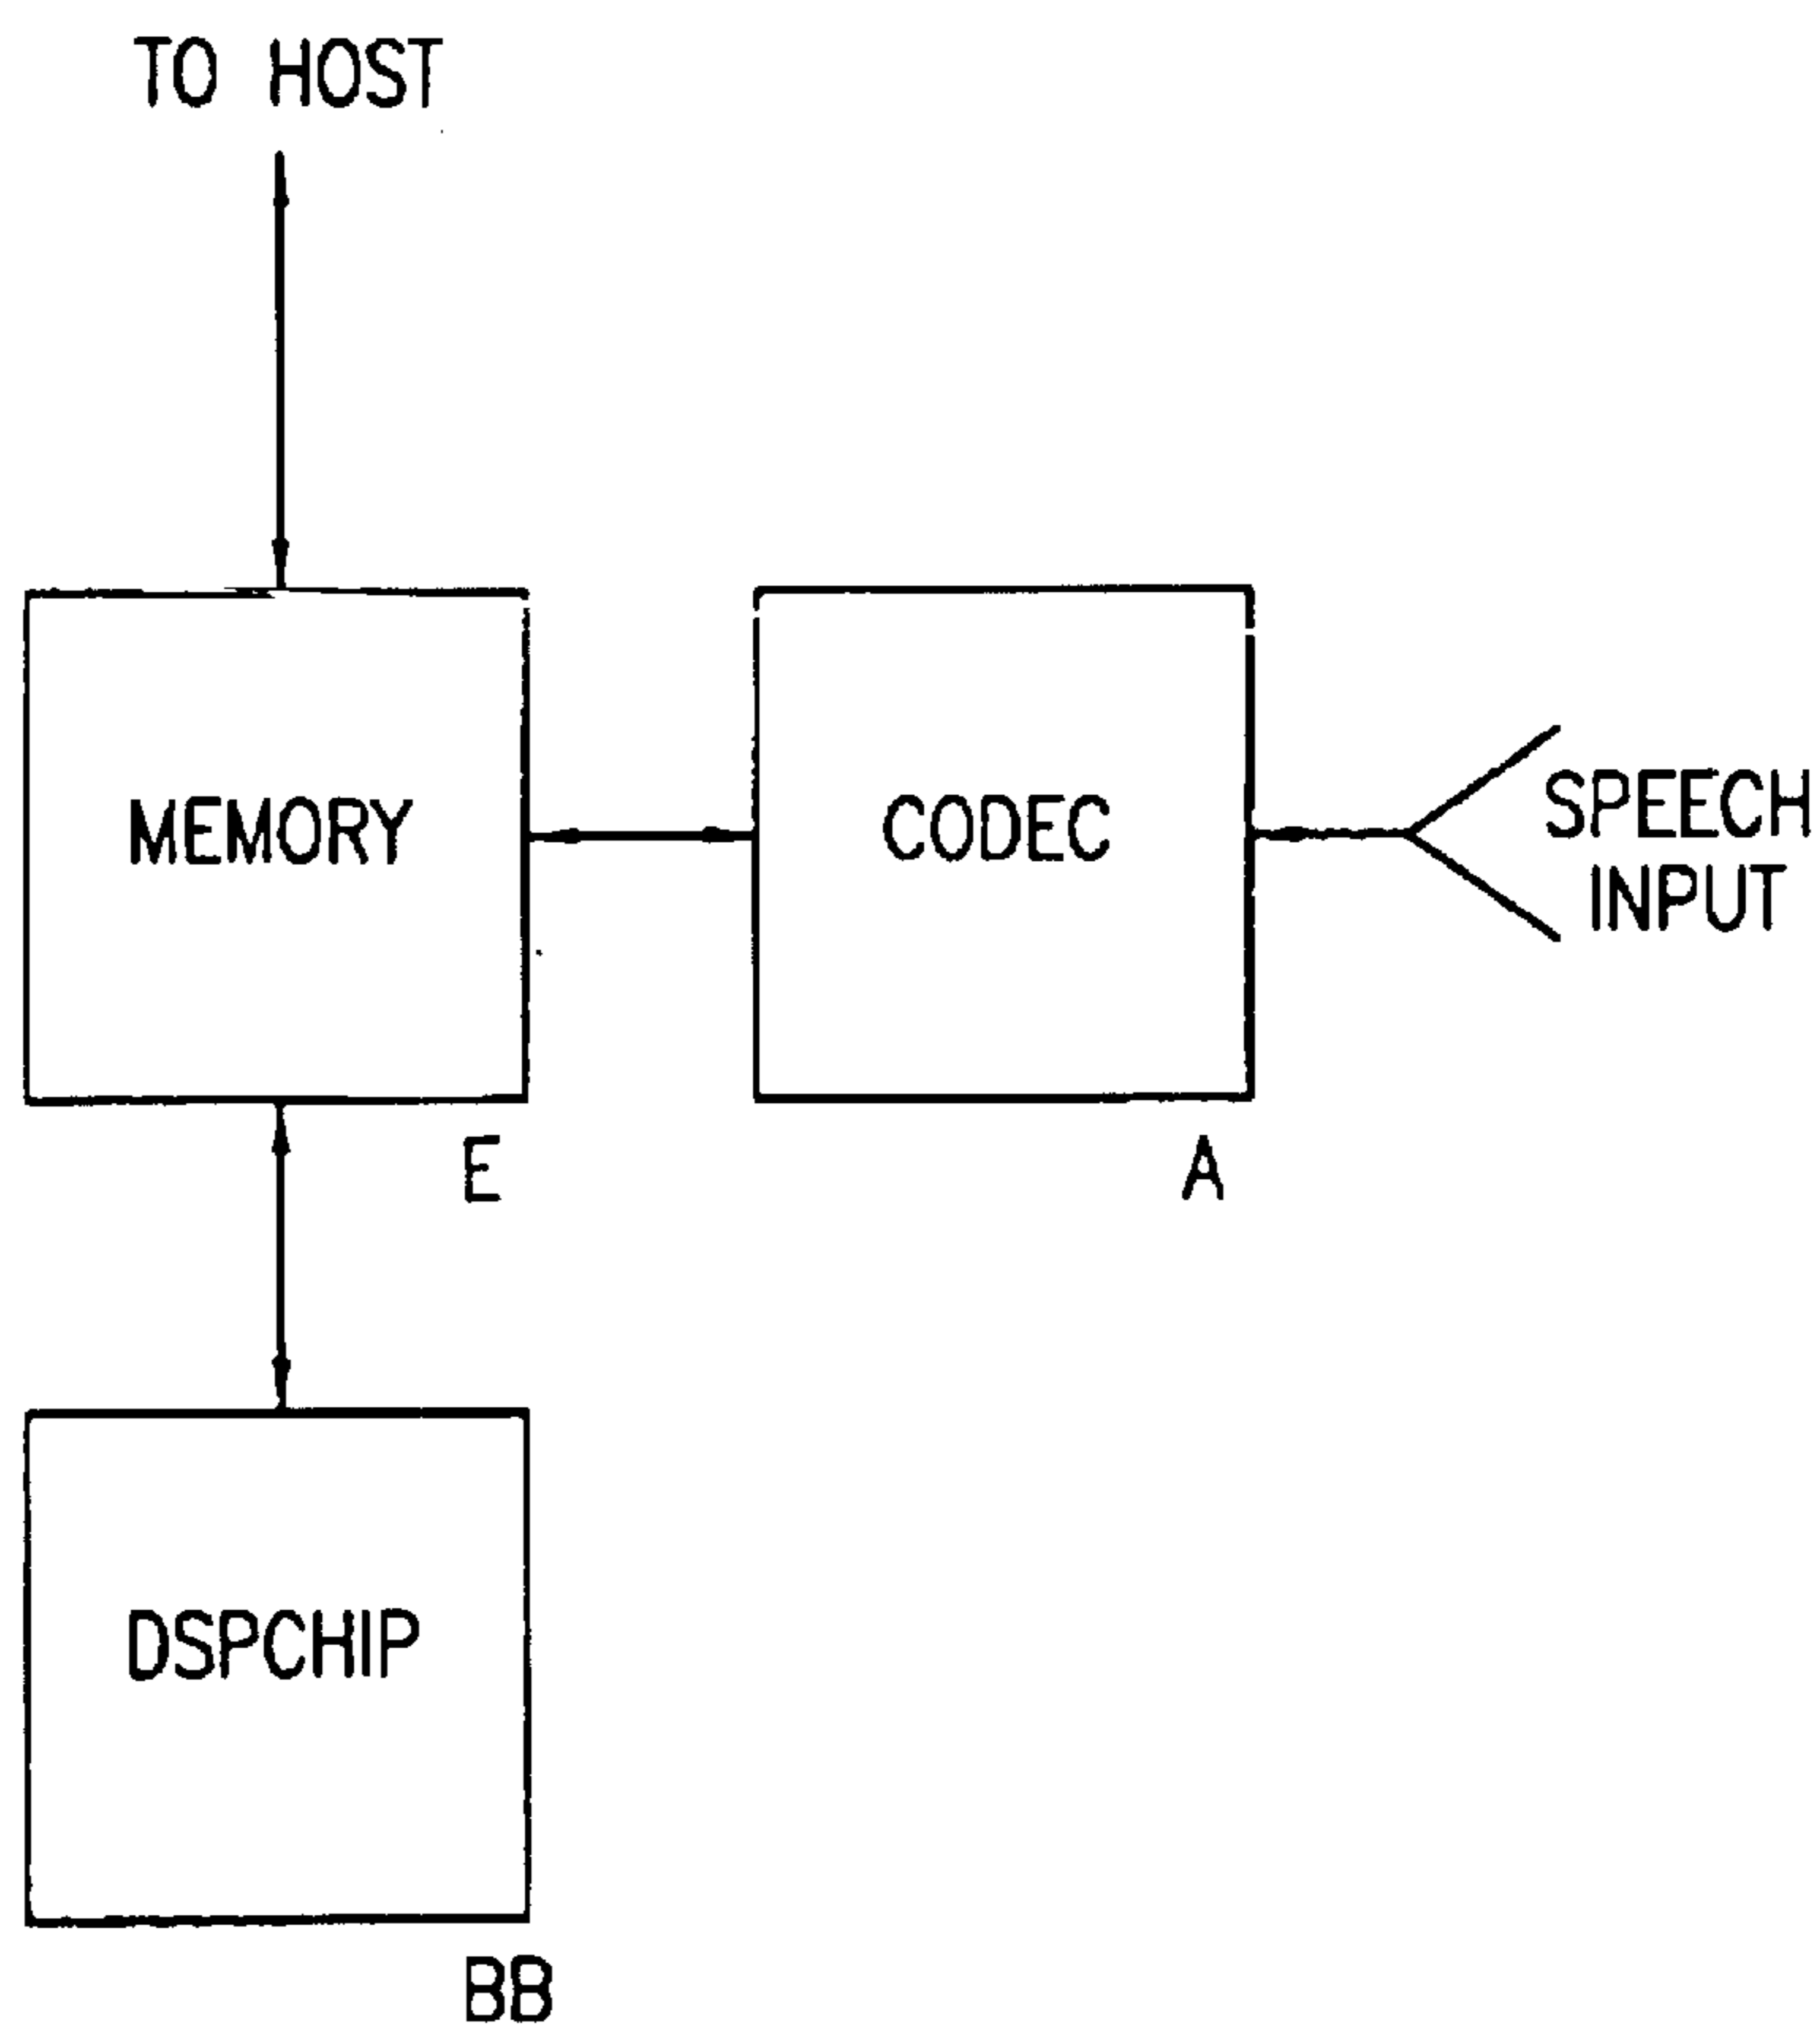 TO HOST
MEMORY
CODEC
SPEECH
INPUT
E
A
DSPCHIP
BB